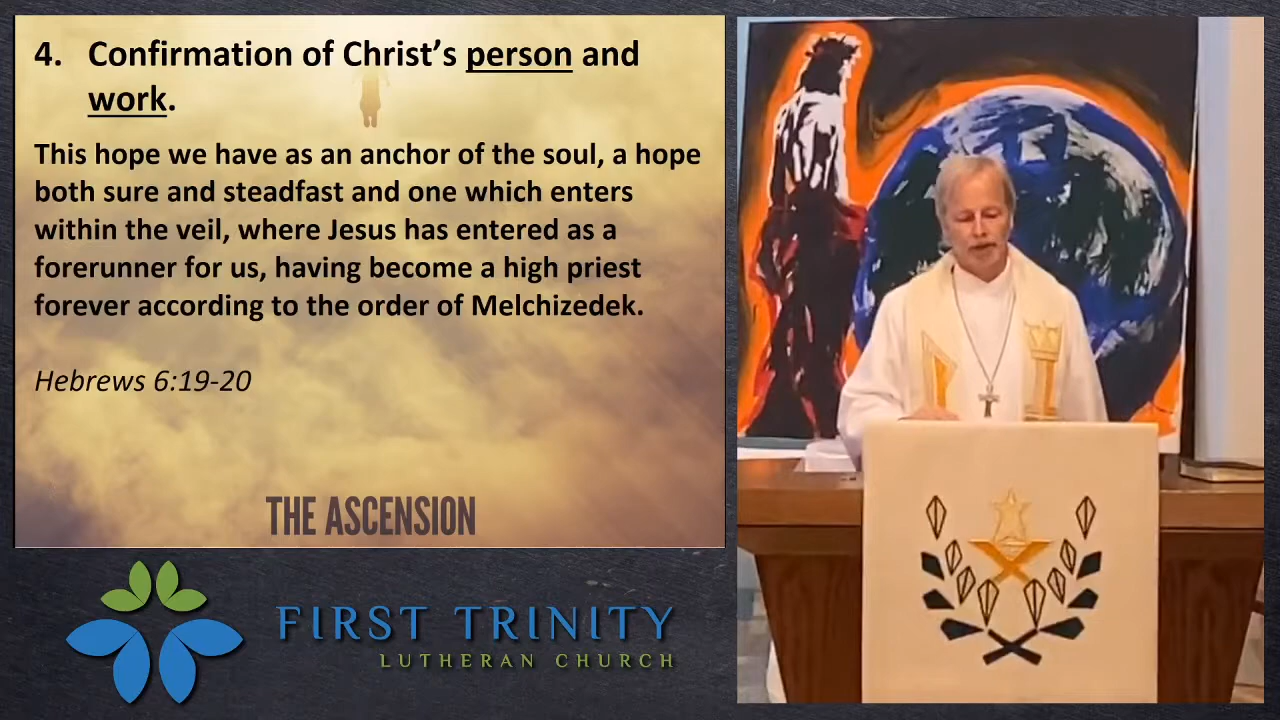 4. Confirmation of Christ's person and
work.
This hope we have as an anchor of the soul, a hope
both sure and steadfast and one which enters
within the veil, where Jesus has entered as a
forerunner for us, having become a high priest
forever according to the order of Melchizedek.
Hebrews 6:19-20
THE ASCENSION
FIRST TRINITY
LUTHERAN CHURCH